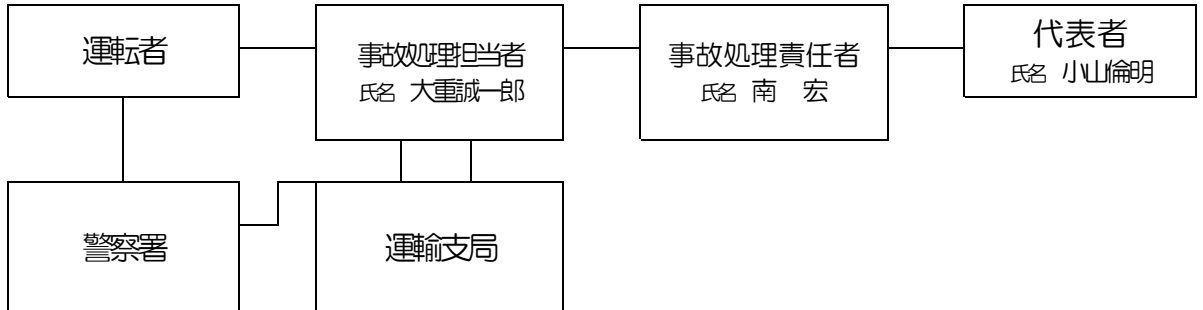 運転者
事故処理担当者
氏名 大重誠一郎
事故処理責任者
氏名 南 宏
代表者
氏名 小山倫明
警察署
運輸支局